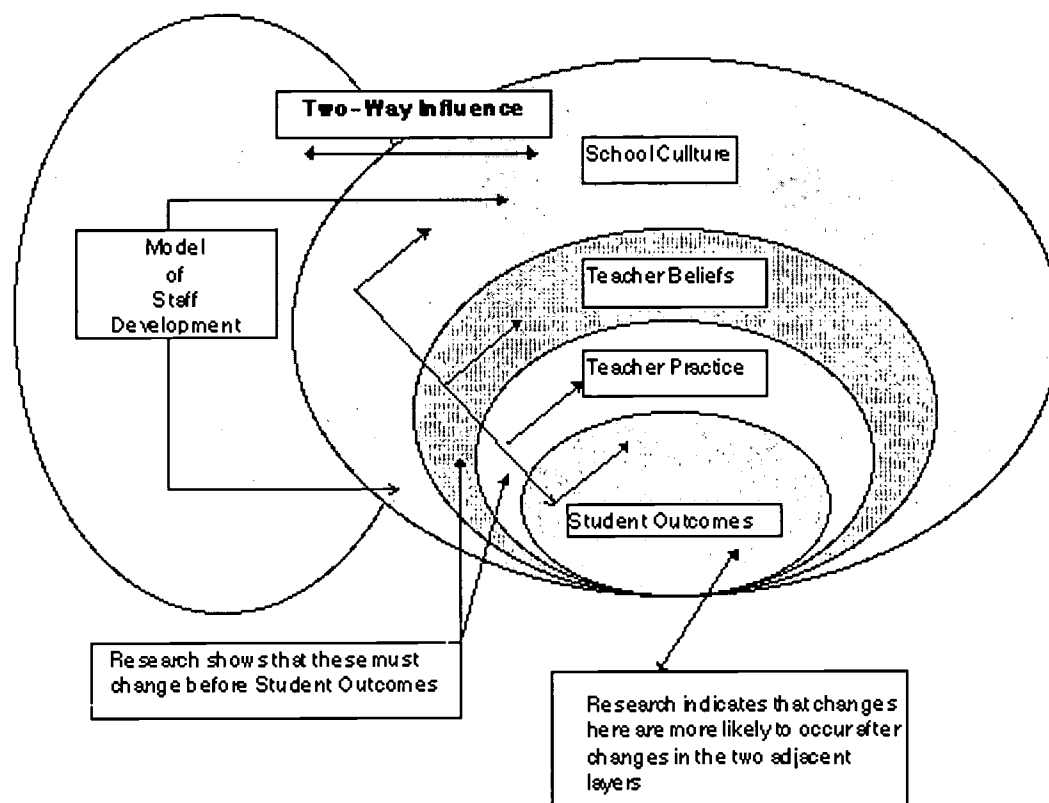 Two-Way Influence
School Cullture
Model
of
Staff
Development
Teacher Beliefs
Teacher Practice
Student Outcomes
Research shows that these must
change before Student Outcomes
Research indicates that changes
here are more likely to occur after
changes in the two adjacent
layers